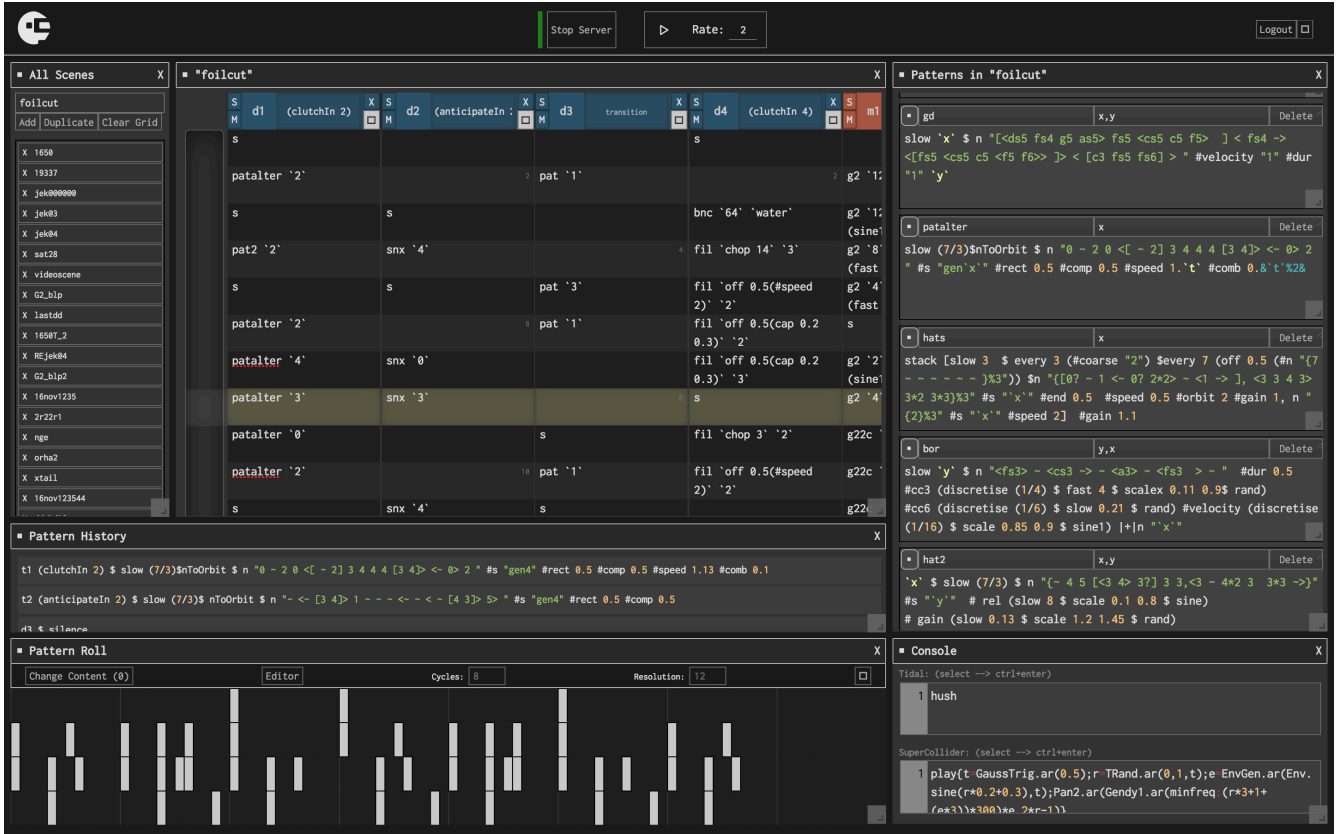 Stop Server
Rate: 2
Logout
All Scenes X
foilcut
Add Duplicate Clear Grid
X 1650
X 19337
X jek000000
X jek03
X jek04
X sat28
X videoscene
X G2_blp
X lastdd
X 1650T_2
X REjek04
X G2_blp2
X 16nov1235
X 2r22r1
X nge
X orha2
X xtail
X 16nov123544
"foilcut" X
S M d1 (clutchIn 2) X S M d2 (anticipateIn 2 X S M d3 transition X S M d4 (clutchIn 4) X S M m1
s s
patalter `2` 2 pat `1` 2 g2 `12
s s bnc `64` `water` g2 `12
(sine1
pat2 `2` snx `4` 4 fil `chop 14` `3` g2 `8`
(fast
s s pat `3` fil `off 0.5(#speed g2 `4`
2)` `2` (fast
patalter `2` 6 pat `1` fil `off 0.5(cap 0.2 s
0.3)` `2`
patalter `4` snx `0` fil `off 0.5(cap 0.2 g2 `2`
0.3)` `3` (sine1
patalter `3` snx `3` 8 s g2 `4`
patalter `0` s fil `chop 3` `2` g22c `
patalter `2` 10 pat `1` fil `off 0.5(#speed g22c `
2)` `2`
s snx `4` s g22c
Pattern History X
t1 (clutchIn 2) $ slow (7/3)$nToOrbit $ n "0 ~ 2 0 <[ ~ 2] 3 4 4 4 [3 4]> <~ 0> 2 " #s "gen4" #rect 0.5 #comp 0.5 #speed 1.13 #comb 0.1
t2 (anticipateIn 2) $ slow (7/3)$ nToOrbit $ n "~ <~ [3 4]> 1 ~ ~ ~ <~ ~ < ~ [4 3]> 5> " #s "gen4" #rect 0.5 #comp 0.5
d3 $ silence
Pattern Roll X
Change Content (0) Editor Cycles: 8 Resolution: 12
Patterns in "foilcut" X
gd x,y Delete
slow `x` $ n "[<ds5 fs4 g5 as5> fs5 <cs5 c5 f5>  ] < fs4 ~>
<[fs5 <cs5 c5 <f5 f6>> ]> < [c3 fs5 fs6] > " #velocity "1" #dur
"1" `y`
patalter x Delete
slow (7/3)$nToOrbit $ n "0 ~ 2 0 <[ ~ 2] 3 4 4 4 [3 4]> <~ 0> 2
" #s "gen`x`" #rect 0.5 #comp 0.5 #speed 1.`t` #comb 0.&`t`%2&
hats x Delete
stack [slow 3  $ every 3 (#coarse "2") $every 7 (off 0.5 (#n "{7
~ ~ ~ ~ ~ ~ }%3")) $n "{[0? ~ 1 <~ 0? 2*2> ~ <1 ~> ], <3 3 4 3>
3*2 3*3}%3" #s "`x`" #end 0.5  #speed 0.5 #orbit 2 #gain 1, n "
{2}%3" #s "`x`" #speed 2]  #gain 1.1
bor y,x Delete
slow `y` $ n "<fs3> ~ <cs3 ~> ~ <a3> ~ <fs3  > ~ "  #dur 0.5
#cc3 (discretise (1/4) $ fast 4 $ scalex 0.11 0.9$ rand)
#cc6 (discretise (1/6) $ slow 0.21 $ rand) #velocity (discretise
(1/16) $ scale 0.85 0.9 $ sine1) |+|n "`x`"
hat2 x,y Delete
`x` $ slow (7/3) $ n "{~ 4 5 [<3 4> 3?] 3 3,<3 ~ 4*2 3  3*3 ~>}"
#s "`y`"  # rel (slow 8 $ scale 0.1 0.8 $ sine)
# gain (slow 0.13 $ scale 1.2 1.45 $ rand)
Console X
Tidal: (select --> ctrl+enter)
1 hush
SuperCollider: (select --> ctrl+enter)
1 play{t=GaussTrig.ar(0.5);r=TRand.ar(0,1,t);e=EnvGen.ar(Env.
sine(r*0.2+0.3),t);Pan2.ar(Gendy1.ar(minfreq:(r*3+1+
(e*3))*300)*e,2*r-1)}